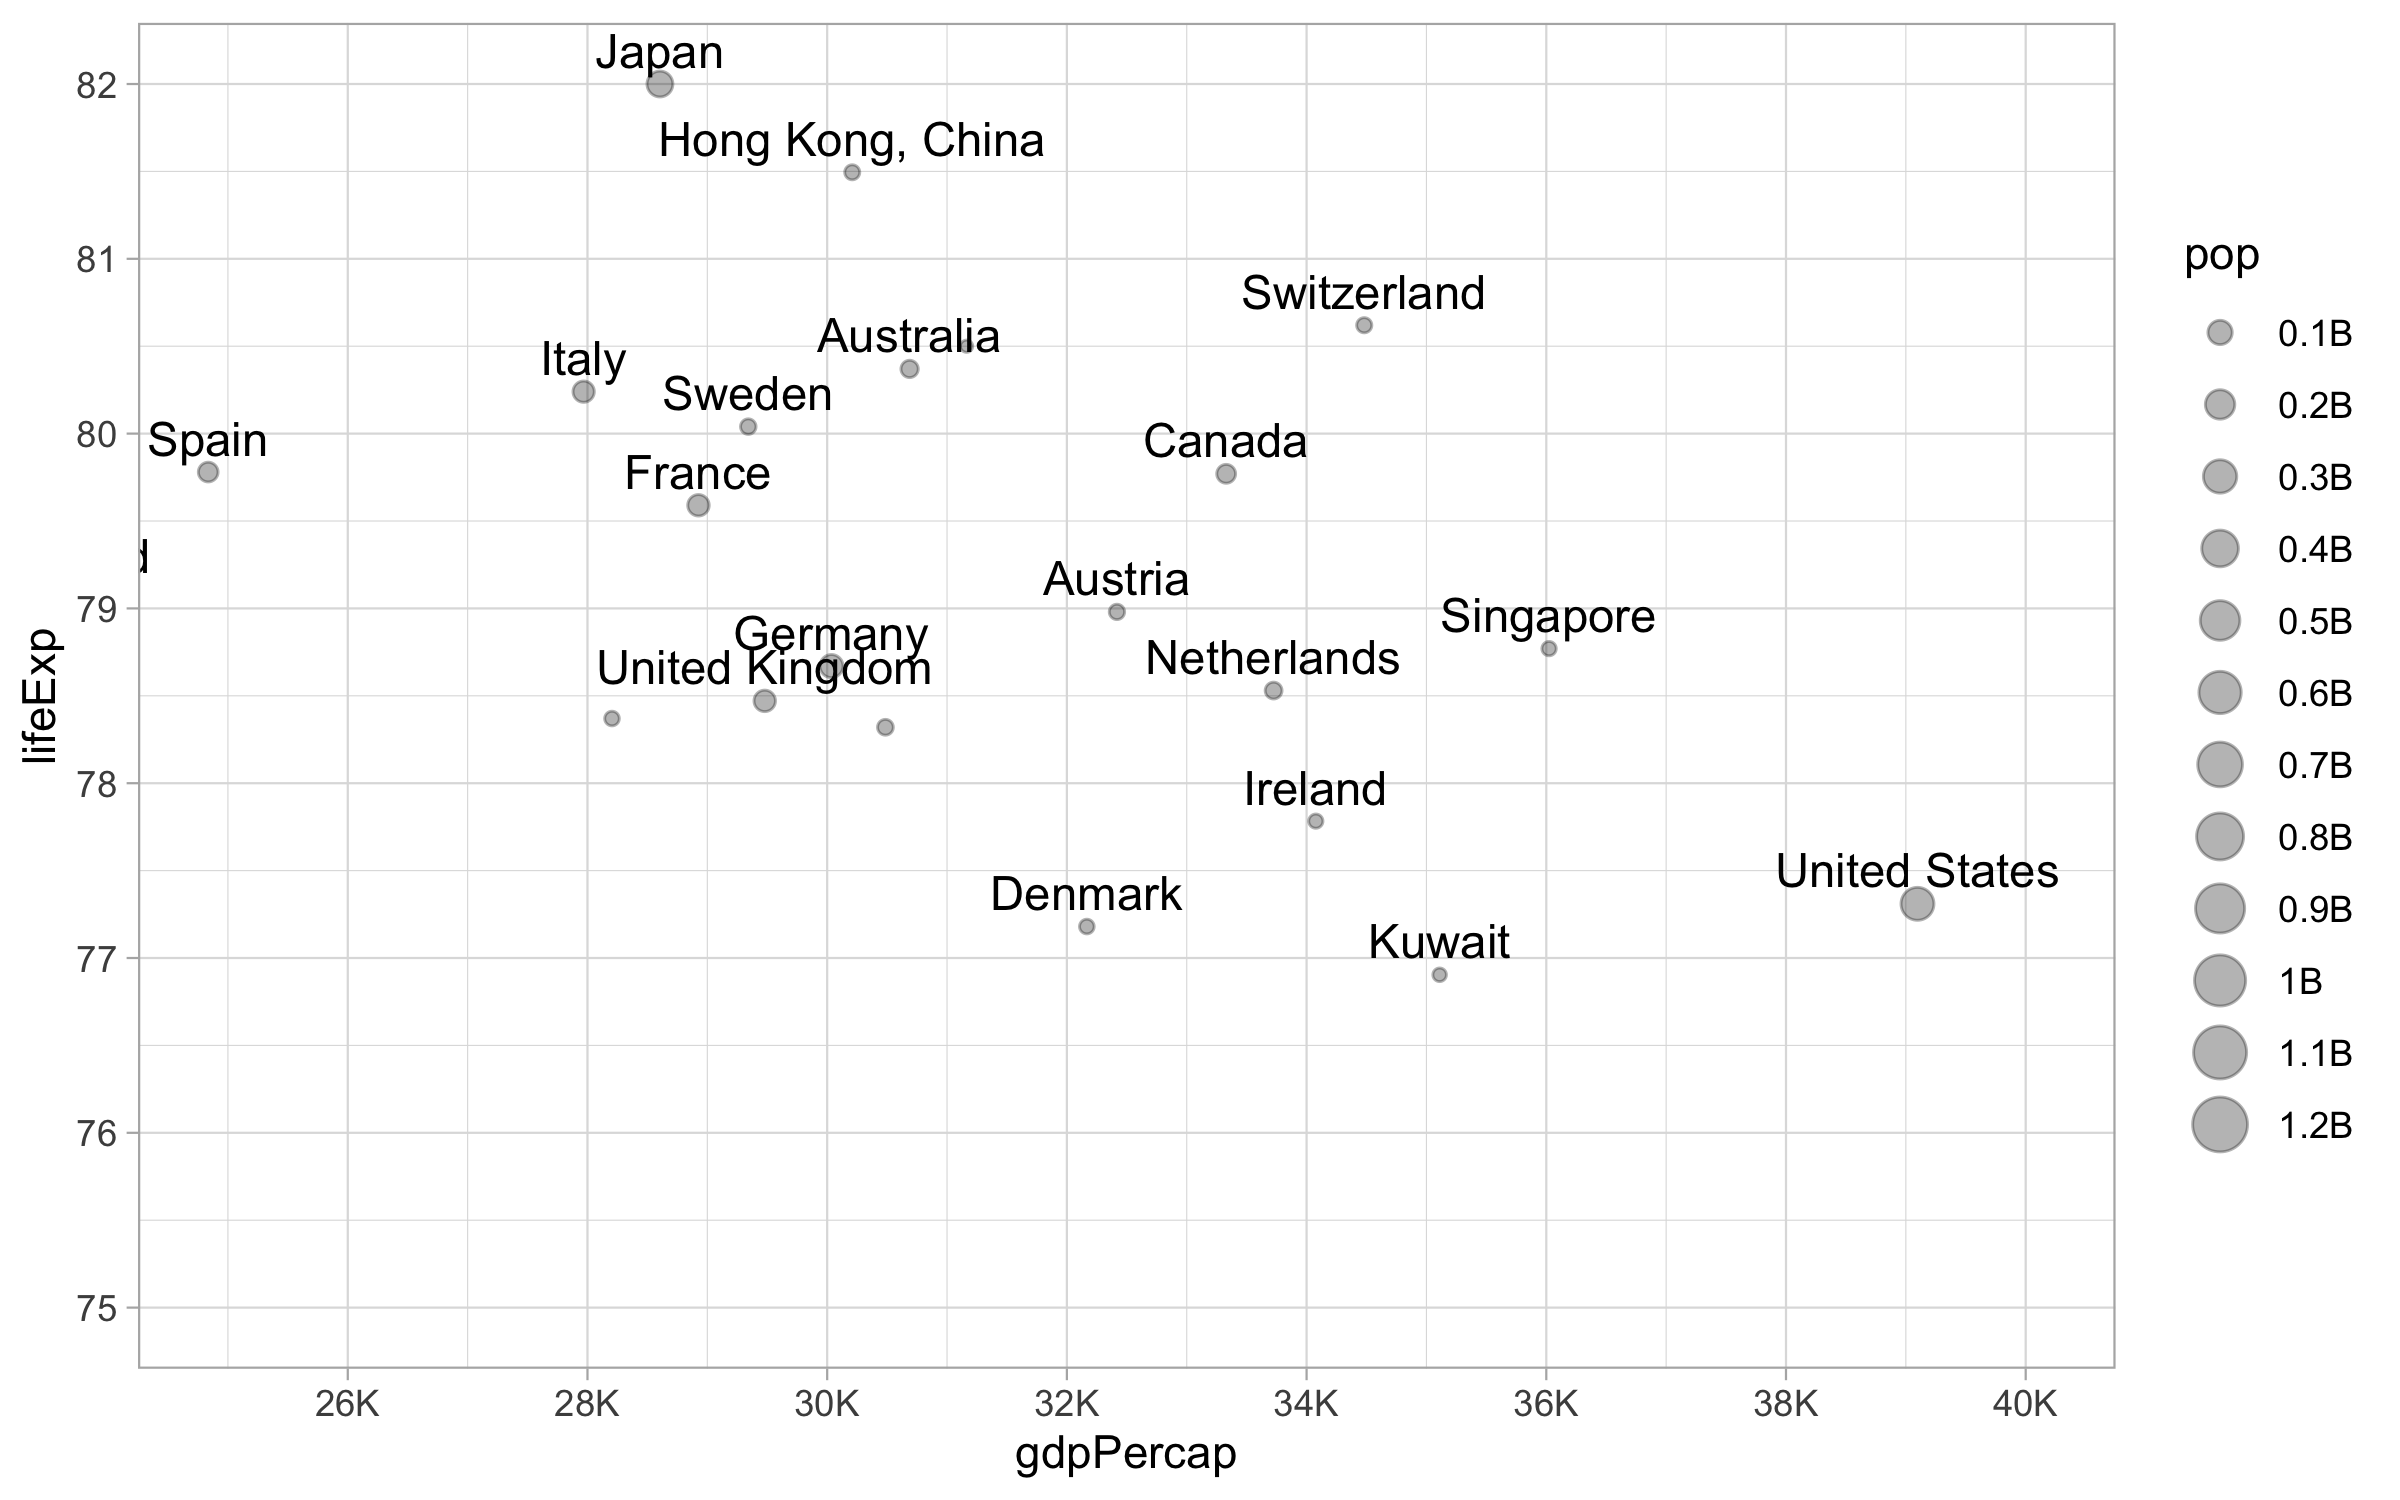 Japan
82
Hong Kong, China
81
Switzerland
Australia
Italy
Sweden
80
Spain
Canada
France
d
Austria
79
Singapore
Germany
United Kingdom
Netherlands
78
Ireland
United States
Denmark
77
Kuwait
76
75
lifeExp
26K
28K
30K
32K
34K
36K
38K
40K
gdpPercap
pop
0.1B
0.2B
0.3B
0.4B
0.5B
0.6B
0.7B
0.8B
0.9B
1B
1.1B
1.2B